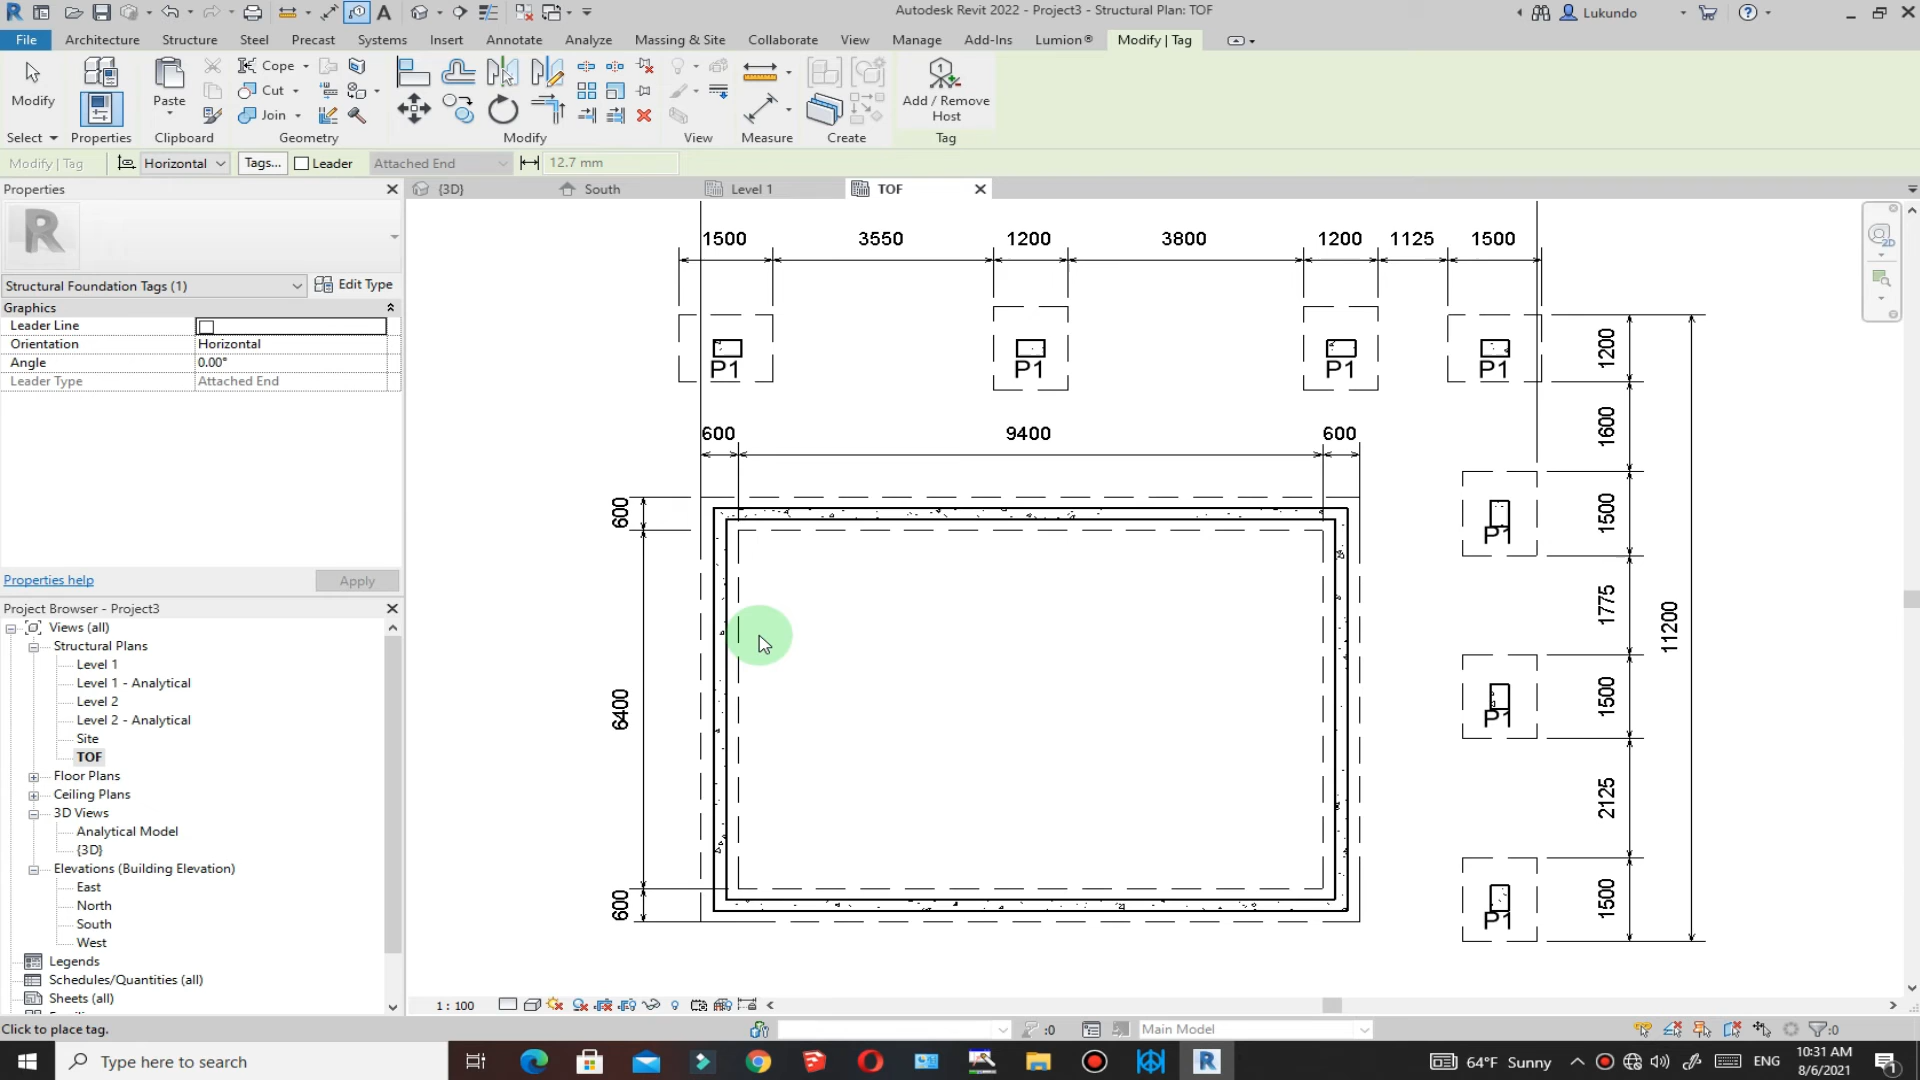 Autodesk Revit 2022 - Project3 - Structural Plan: TOF
Lukundo
File Architecture Structure Steel Precast Systems Insert Annotate Analyze Massing & Site Collaborate View Manage Add-Ins Lumion® Modify | Tag
Modify
Paste
Cope
Cut
Join
Add / Remove
Host
Select Properties Clipboard Geometry Modify View Measure Create Tag
Modify | Tag Horizontal Tags... Leader Attached End 12.7 mm
Properties
{3D} South Level 1 TOF
Structural Foundation Tags (1) Edit Type
Graphics
Leader Line
Orientation Horizontal
Angle 0.00°
Leader Type Attached End
Properties help Apply
Project Browser - Project3
Views (all)
Structural Plans
Level 1
Level 1 - Analytical
Level 2
Level 2 - Analytical
Site
TOF
Floor Plans
Ceiling Plans
3D Views
Analytical Model
{3D}
Elevations (Building Elevation)
East
North
South
West
Legends
Schedules/Quantities (all)
Sheets (all)
1500 3550 1200 3800 1200 1125 1500
P1 P1 P1 P1
600 9400 600
600
6400
600
P1
P1
P1
1200
1600
1500
1775
1500
2125
1500
11200
2D
1 : 100
Click to place tag.
:0
Main Model
:0
Type here to search
64°F Sunny
ENG
10:31 AM
8/6/2021
1